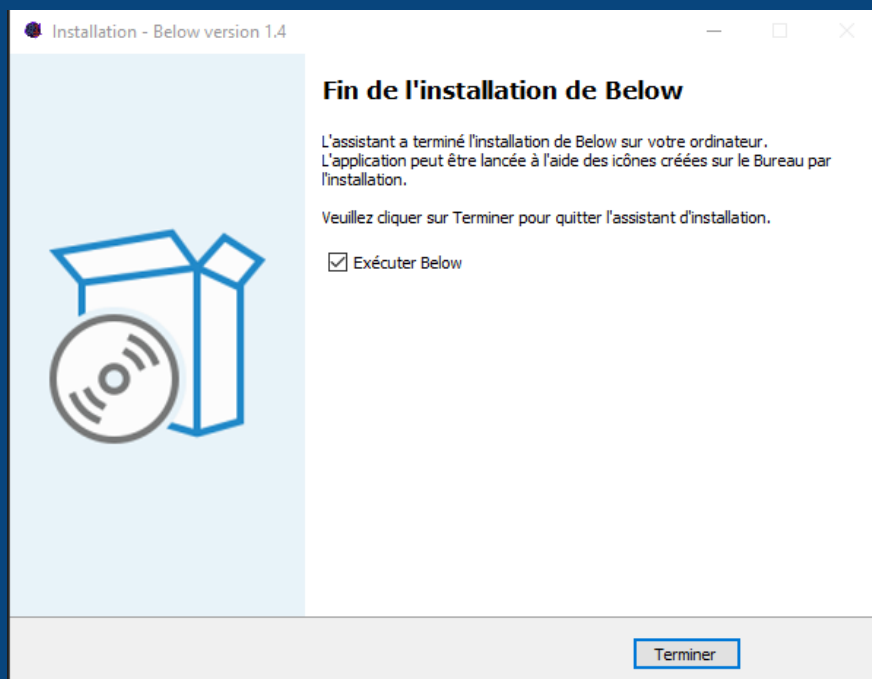 Installation - Below version 1.4
Fin de l'installation de Below
L'assistant a terminé l'installation de Below sur votre ordinateur.
L'application peut être lancée à l'aide des icônes créées sur le Bureau par
l'installation.
Veuillez cliquer sur Terminer pour quitter l'assistant d'installation.
Exécuter Below
Terminer